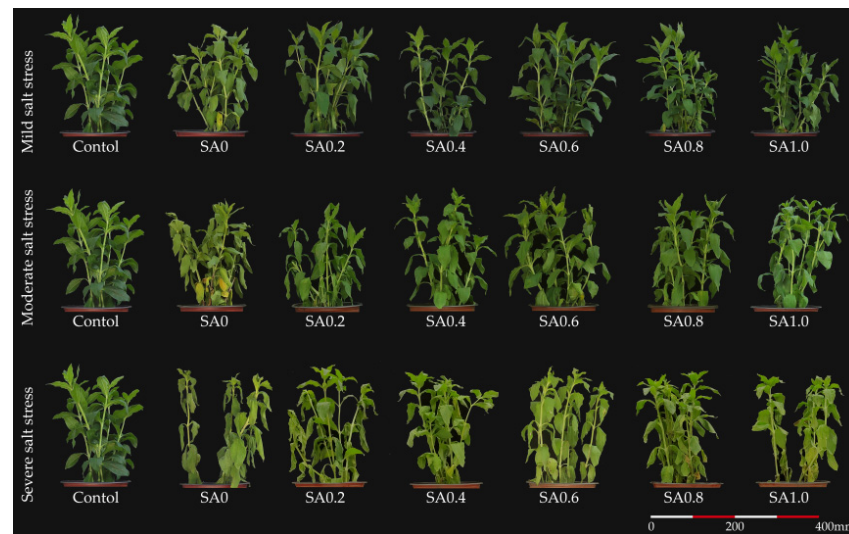 Mild salt stress
Contol SA0 SA0.2 SA0.4 SA0.6 SA0.8 SA1.0
Moderate salt stress
Contol SA0 SA0.2 SA0.4 SA0.6 SA0.8 SA1.0
Severe salt stress
Contol SA0 SA0.2 SA0.4 SA0.6 SA0.8 SA1.0
0 200 400mm